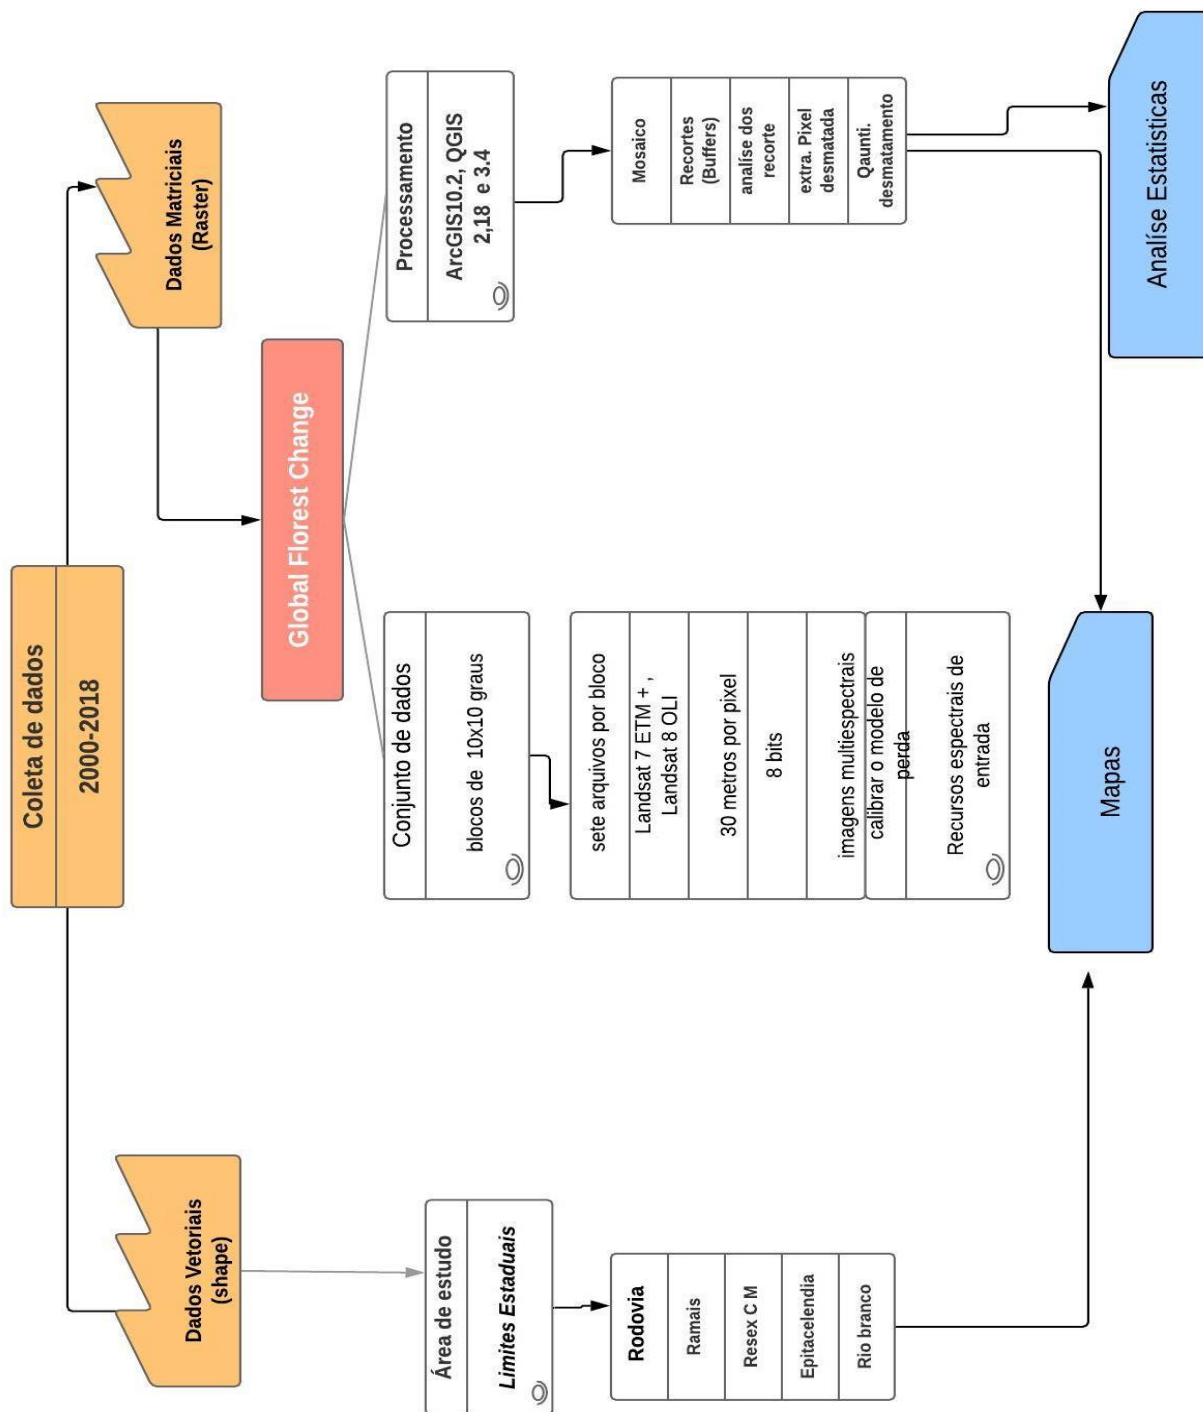 Coleta de dados
2000-2018
Dados Vetoriais
(shape)
Área de estudo
Limites Estaduais
Rodovia
Ramais
Resex C M
Epitacelendia
Rio branco
Dados Matriciais
(Raster)
Global Florest Change
Conjunto de dados
blocos de 10x10 graus
sete arquivos por bloco
Landsat 7 ETM + ,
Landsat 8 OLI
30 metros por pixel
8 bits
imagens multiespectrais
calibrar o modelo de
perda
Recursos espectrais de
entrada
Processamento
ArcGIS10.2, QGIS
2,18 e 3.4
Mosaico
Recortes
(Buffers)
analíse dos
recorte
extra. Pixel
desmatada
Qaunti.
desmatamento
Mapas
Analíse Estatisticas